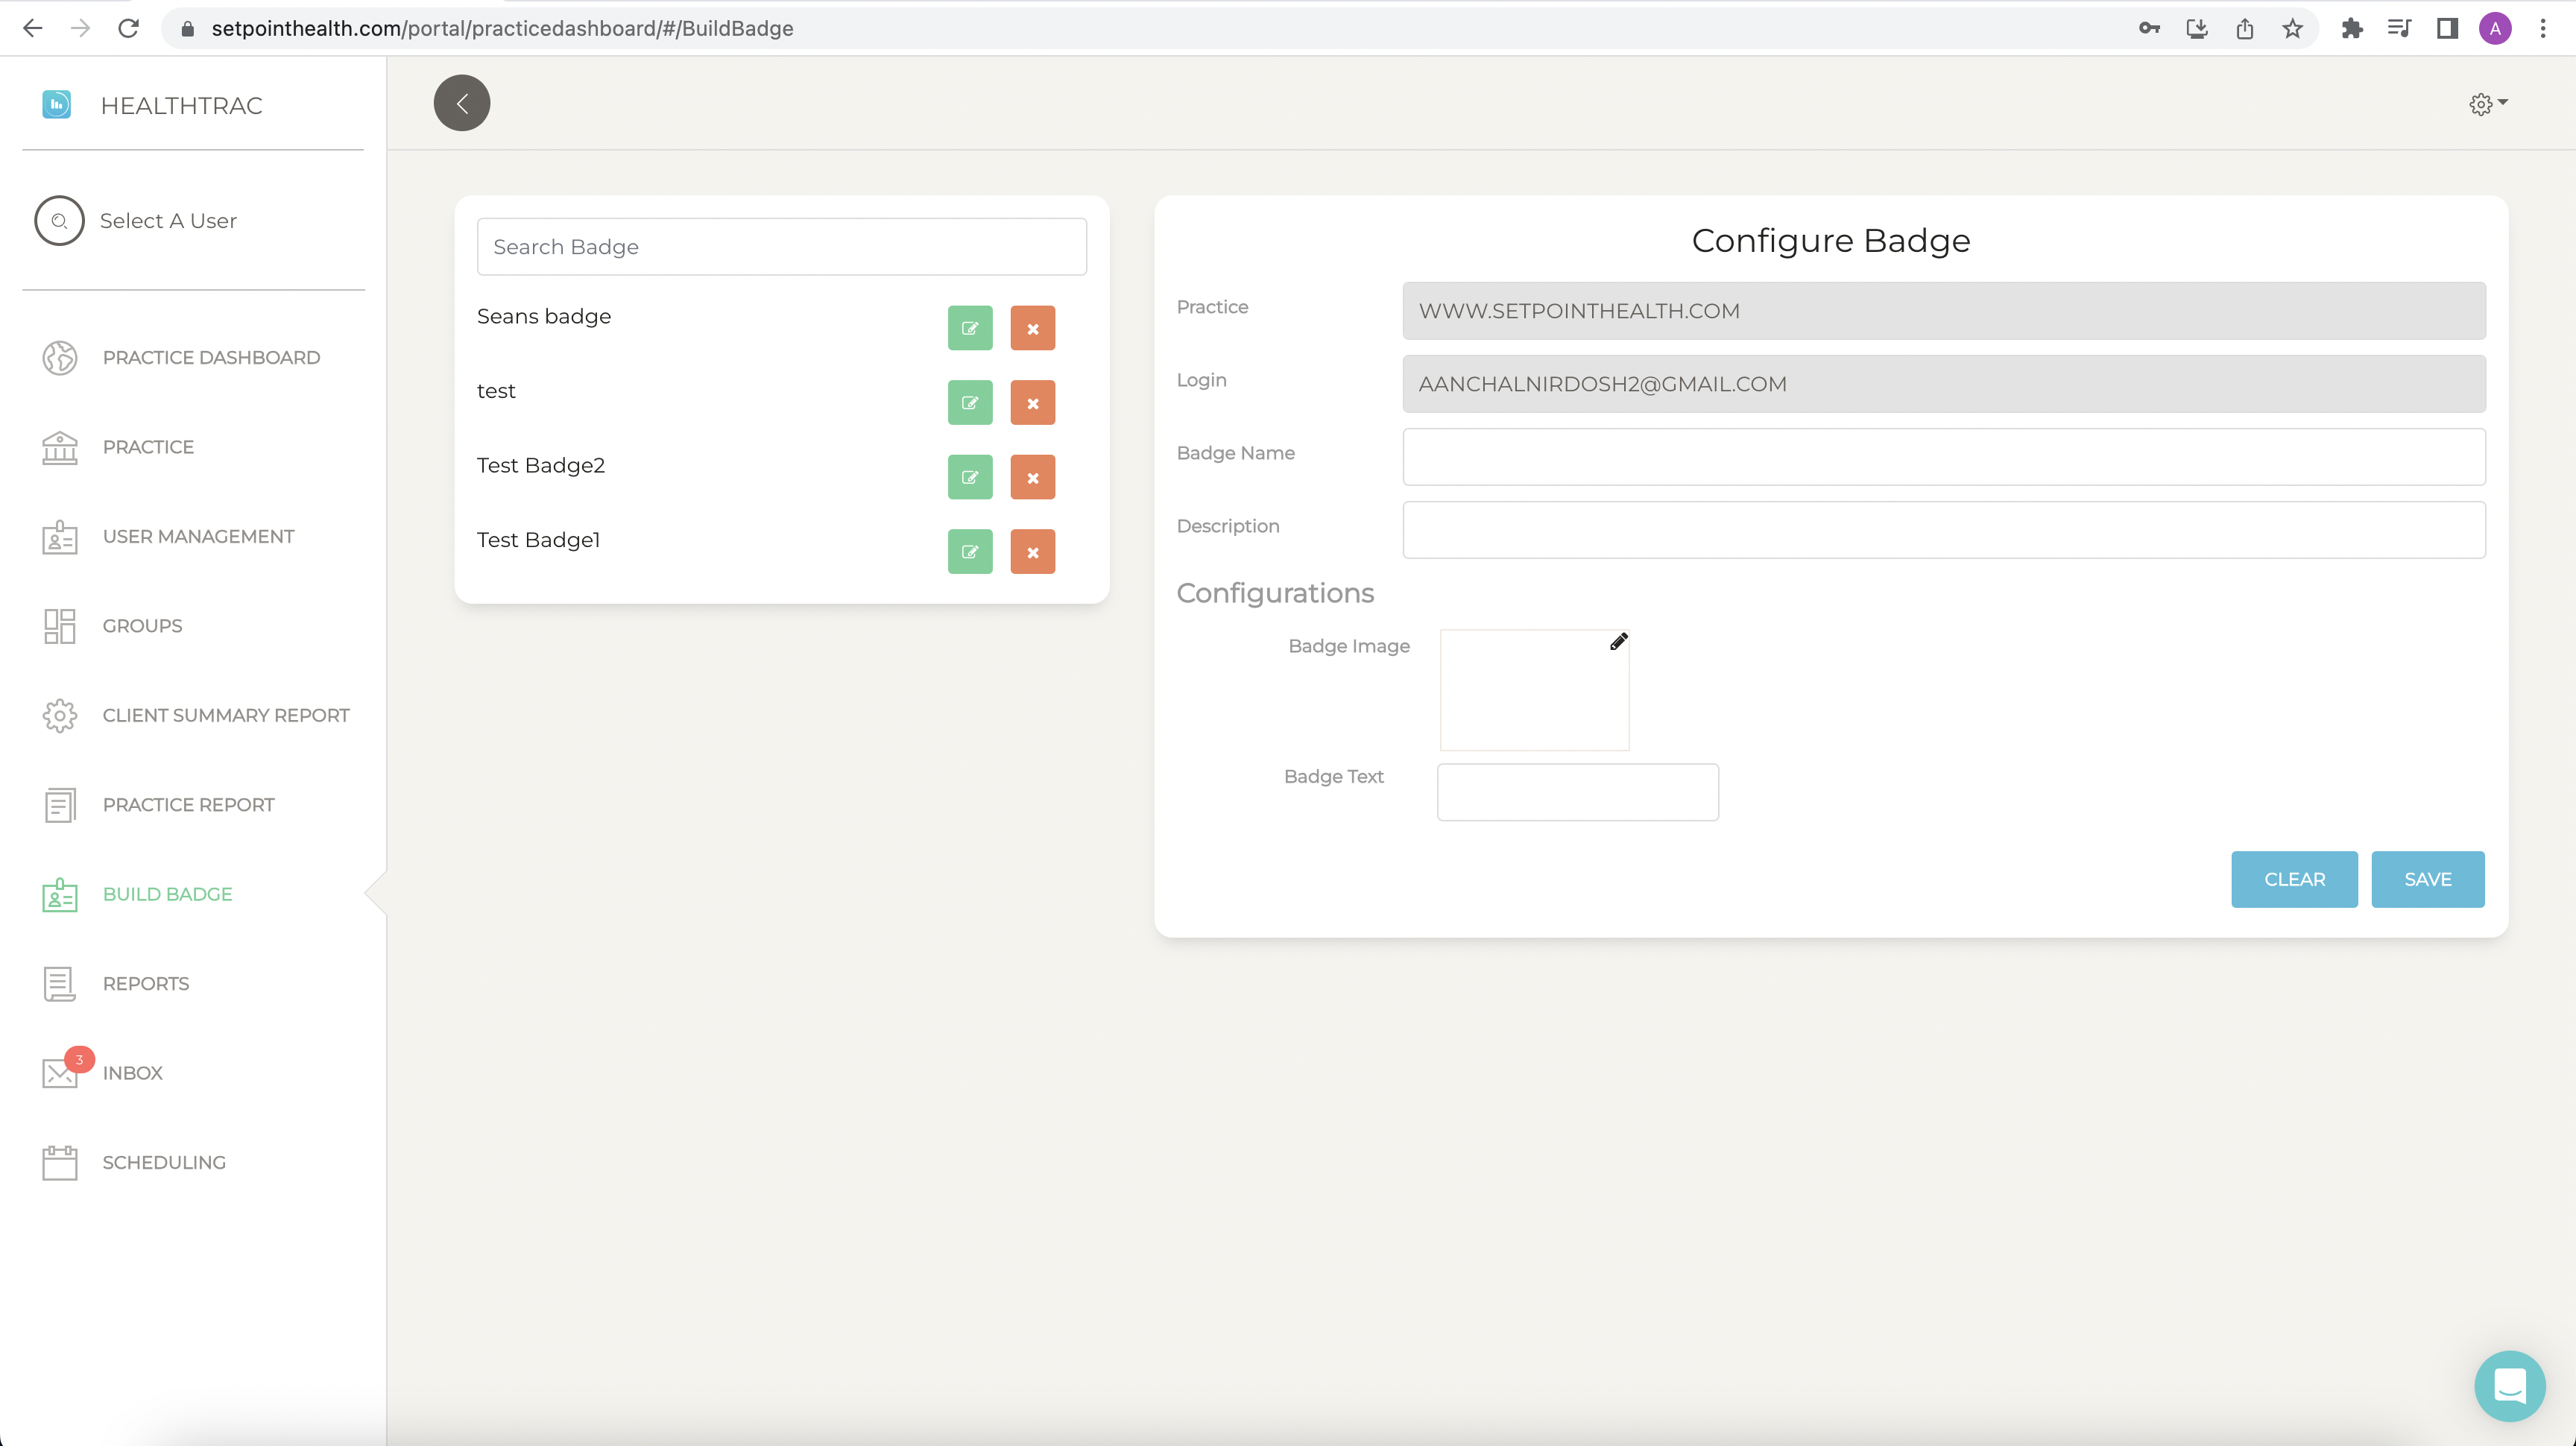 setpointhealth.com/portal/practicedashboard/#/BuildBadge
A
HEALTHTRAC
Select A User
PRACTICE DASHBOARD
PRACTICE
USER MANAGEMENT
GROUPS
CLIENT SUMMARY REPORT
PRACTICE REPORT
BUILD BADGE
REPORTS
3
INBOX
SCHEDULING
Search Badge
Seans badge
test
Test Badge2
Test Badge1
Configure Badge
Practice
WWW.SETPOINTHEALTH.COM
Login
AANCHALNIRDOSH2@GMAIL.COM
Badge Name
Description
Configurations
Badge Image
Badge Text
CLEAR
SAVE